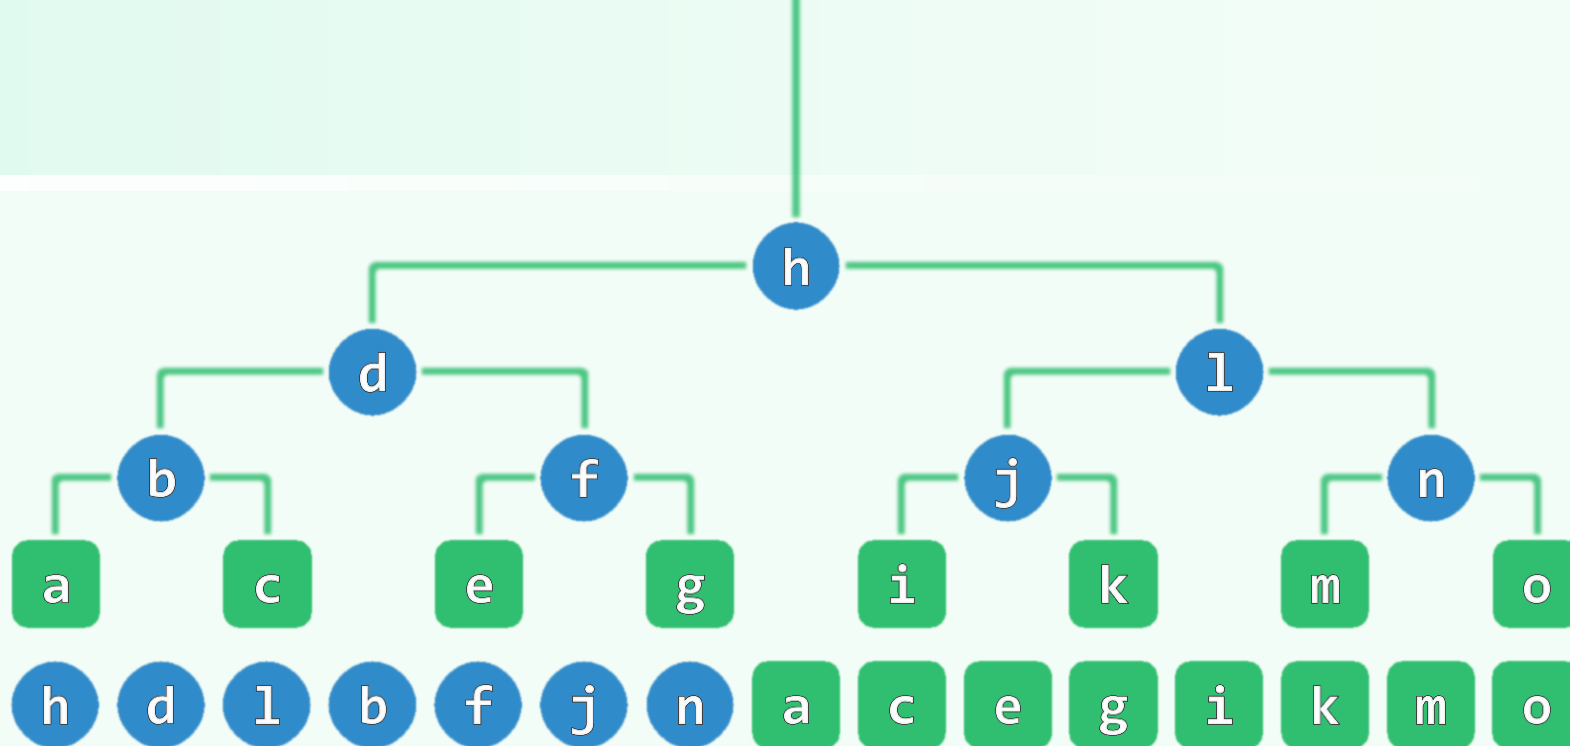 h
d l
b f j n
a c e g i k m o
h d l b f j n a c e g i k m o